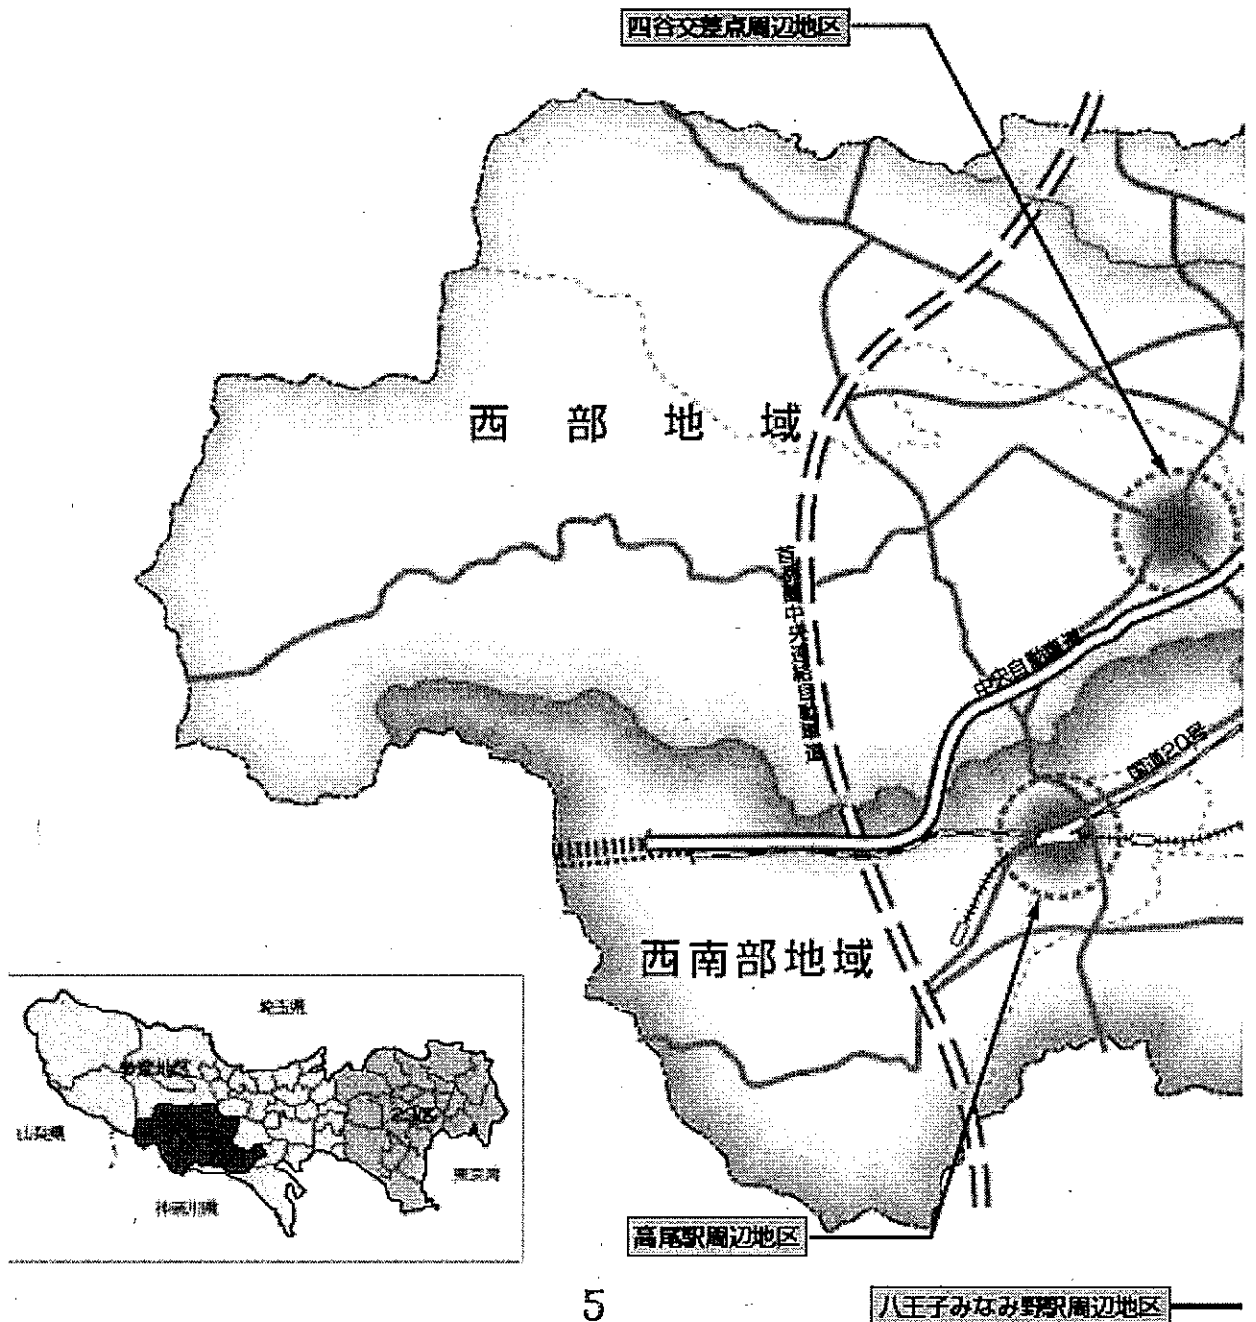 四谷交差点周辺地区
西部地域
首都圏中央連絡自動車道
中央自動車道
国道20号
西南部地域
埼玉県
多摩地区
23区
山梨県
東京湾
神奈川県
高尾駅周辺地区
5
八王子みなみ野駅周辺地区